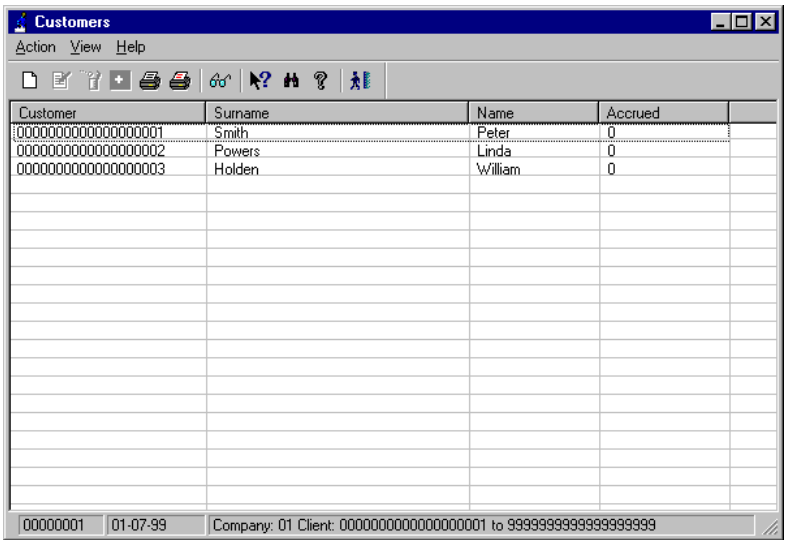 Customers
Action View Help
Customer Surname Name Accrued
0000000000000000001 Smith Peter 0
0000000000000000002 Powers Linda 0
0000000000000000003 Holden William 0
00000001 01-07-99 Company: 01 Client: 0000000000000000001 to 9999999999999999999